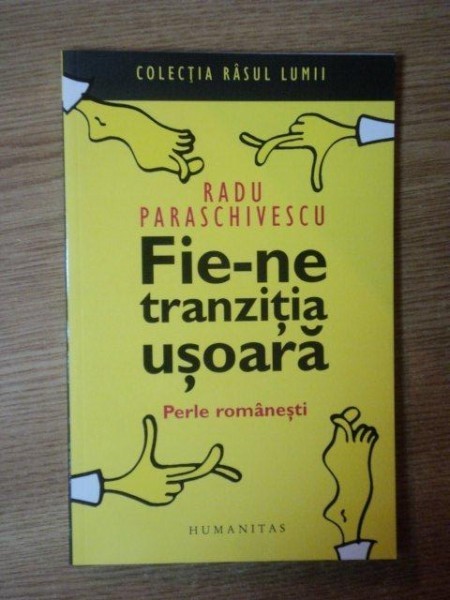 COLECȚIA RÂSUL LUMII
RADU
PARASCHIVESCU
Fie-ne
tranziția
ușoară
Perle românești
HUMANITAS